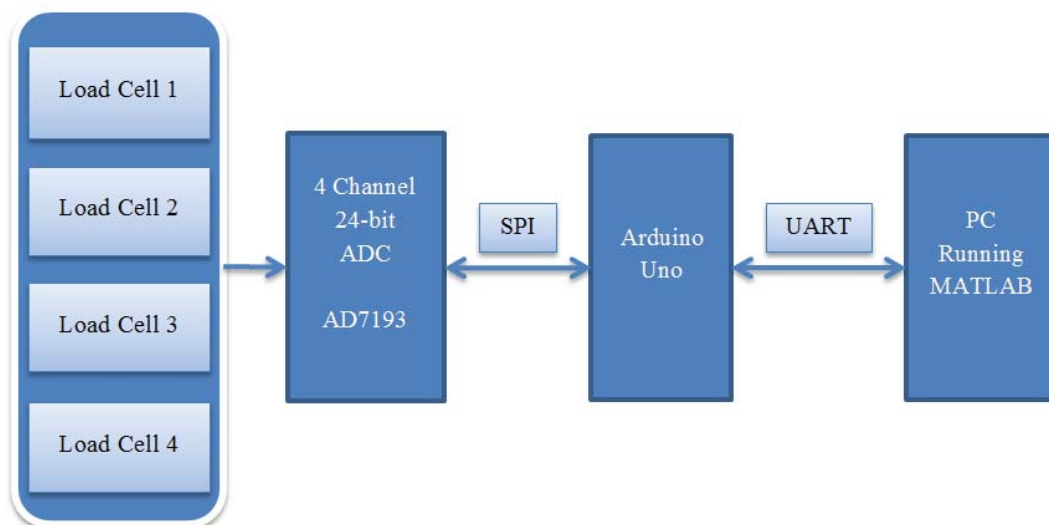 Load Cell 1
Load Cell 2
Load Cell 3
Load Cell 4
4 Channel
24-bit
ADC
AD7193
SPI
Arduino
Uno
UART
PC
Running
MATLAB